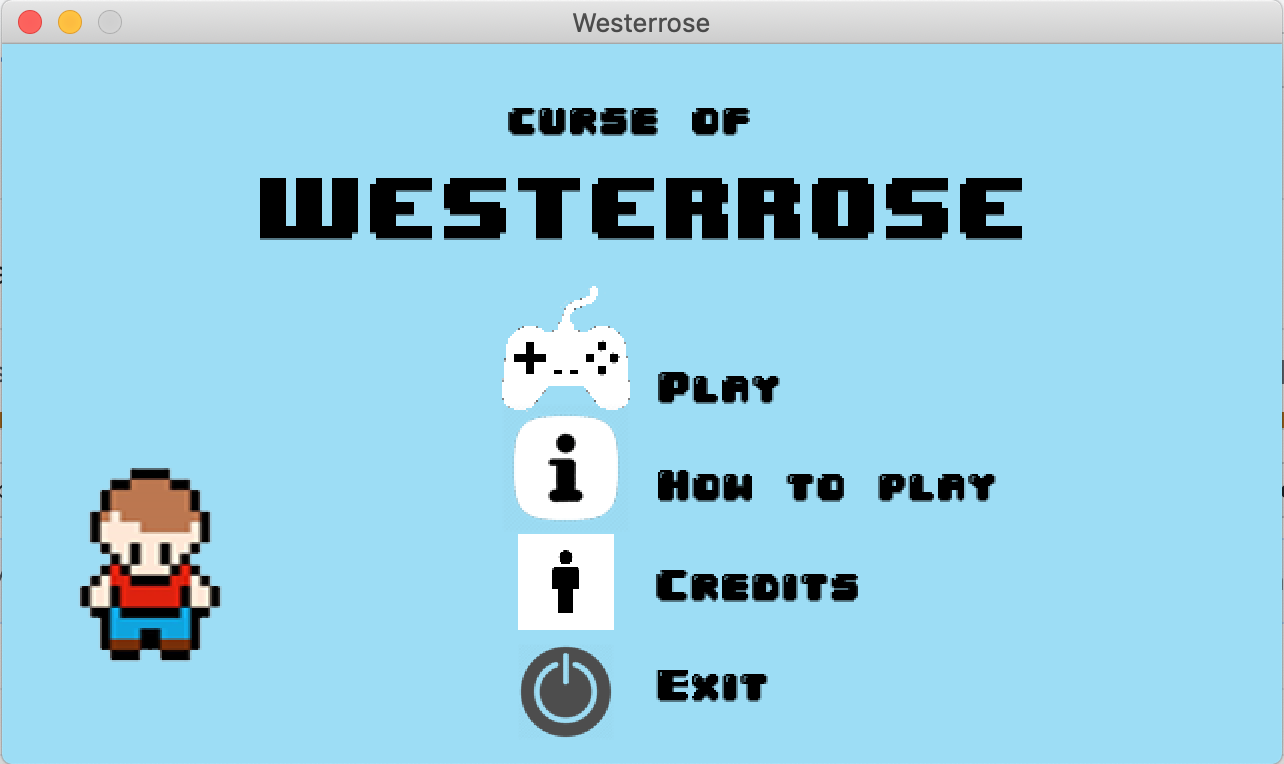 Westerrose
CURSE OF
WESTERROSE
PLAY
i
HOW TO PLAY
CREDITS
EXIT